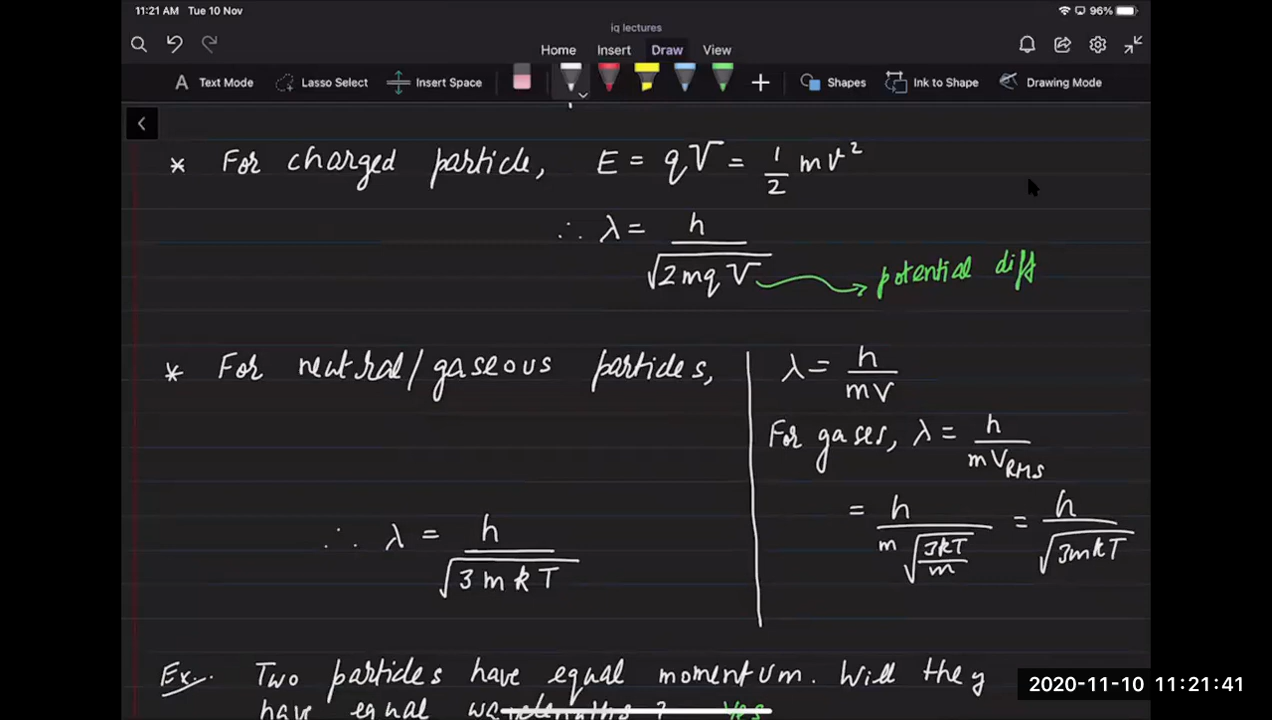 11:21 AM Tue 10 Nov
96%
iq lectures
Home Insert Draw View
Text Mode Lasso Select Insert Space Shapes Ink to Shape Drawing Mode
* For charged particle, E = qV = 1/2 mv²
∴ λ = h/√(2mqV) potential diff
* For neutral/gaseous particles,
∴ λ = h/√(3mkT)
λ = h/mv
For gases, λ = h/mV_RMS
= h/(m√(3kT/m)) = h/√(3mkT)
Ex. Two particles have equal momentum. Will they
have equal wavelengths? Yes
2020-11-10 11:21:41